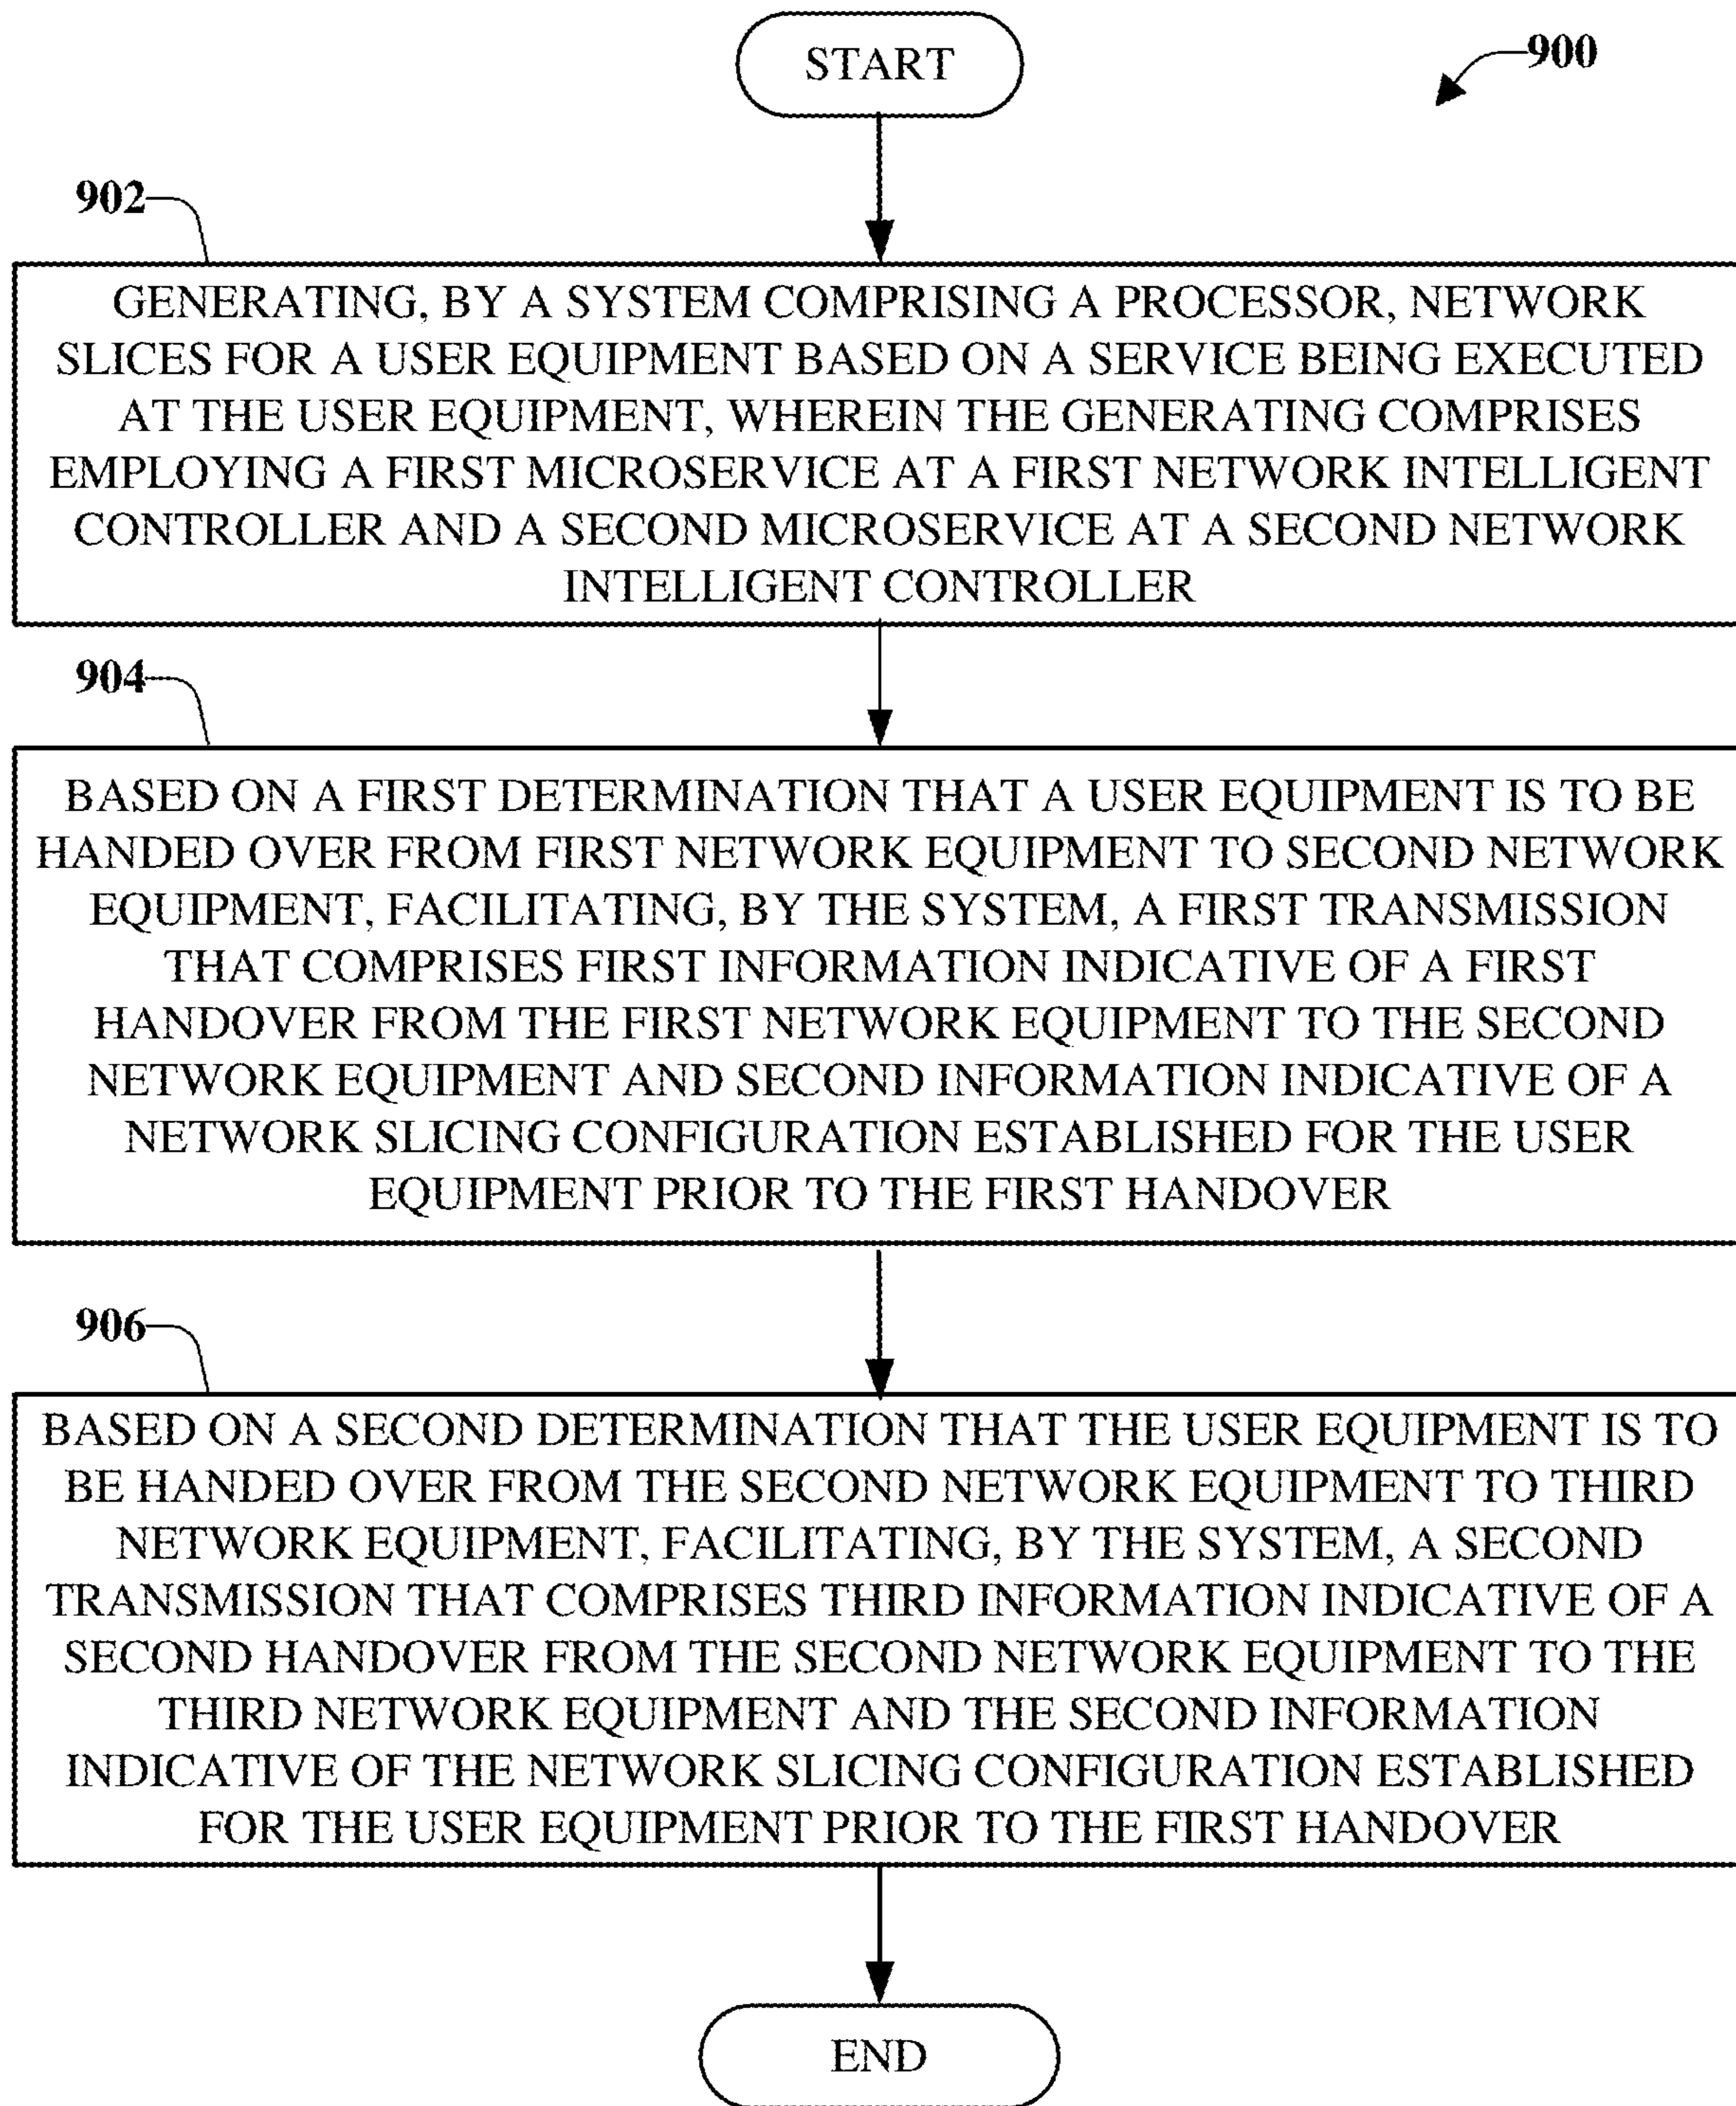 START
900
902
GENERATING, BY A SYSTEM COMPRISING A PROCESSOR, NETWORK
SLICES FOR A USER EQUIPMENT BASED ON A SERVICE BEING EXECUTED
AT THE USER EQUIPMENT, WHEREIN THE GENERATING COMPRISES
EMPLOYING A FIRST MICROSERVICE AT A FIRST NETWORK INTELLIGENT
CONTROLLER AND A SECOND MICROSERVICE AT A SECOND NETWORK
INTELLIGENT CONTROLLER
904
BASED ON A FIRST DETERMINATION THAT A USER EQUIPMENT IS TO BE
HANDED OVER FROM FIRST NETWORK EQUIPMENT TO SECOND NETWORK
EQUIPMENT, FACILITATING, BY THE SYSTEM, A FIRST TRANSMISSION
THAT COMPRISES FIRST INFORMATION INDICATIVE OF A FIRST
HANDOVER FROM THE FIRST NETWORK EQUIPMENT TO THE SECOND
NETWORK EQUIPMENT AND SECOND INFORMATION INDICATIVE OF A
NETWORK SLICING CONFIGURATION ESTABLISHED FOR THE USER
EQUIPMENT PRIOR TO THE FIRST HANDOVER
906
BASED ON A SECOND DETERMINATION THAT THE USER EQUIPMENT IS TO
BE HANDED OVER FROM THE SECOND NETWORK EQUIPMENT TO THIRD
NETWORK EQUIPMENT, FACILITATING, BY THE SYSTEM, A SECOND
TRANSMISSION THAT COMPRISES THIRD INFORMATION INDICATIVE OF A
SECOND HANDOVER FROM THE SECOND NETWORK EQUIPMENT TO THE
THIRD NETWORK EQUIPMENT AND THE SECOND INFORMATION
INDICATIVE OF THE NETWORK SLICING CONFIGURATION ESTABLISHED
FOR THE USER EQUIPMENT PRIOR TO THE FIRST HANDOVER
END